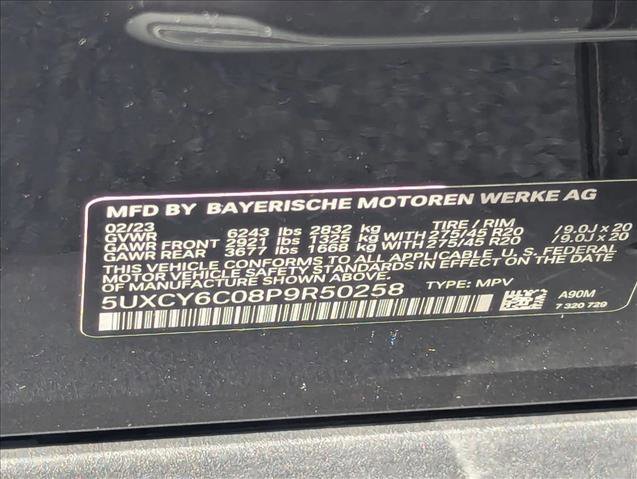 MFD BY BAYERISCHE MOTOREN WERKE AG
02/23 TIRE / RIM
GVWR 6243 lbs 2832 kg
GAWR FRONT 2921 lbs 1325 kg WITH 275/45 R20 /9.0J×20
GAWR REAR 3677 lbs 1668 kg WITH 275/45 R20 /9.0J×20
THIS VEHICLE CONFORMS TO ALL APPLICABLE U.S. FEDERAL
MOTOR VEHICLE SAFETY STANDARDS IN EFFECT ON THE DATE
OF MANUFACTURE SHOWN ABOVE.
5UXCY6C08P9R50258 TYPE: MPV
A90M
7 320 729